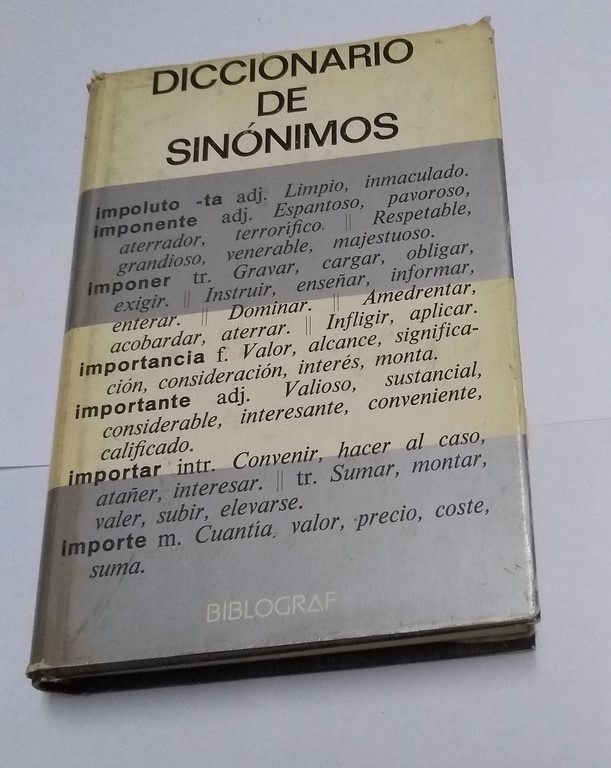 DICCIONARIO
DE
SINÓNIMOS
impoluto -ta adj. Limpio, inmaculado.
imponente adj. Espantoso, pavoroso,
aterrador, terrorífico. || Respetable,
grandioso, venerable, majestuoso.
imponer tr. Gravar, cargar, obligar,
exigir. || Instruir, enseñar, informar,
enterar. || Dominar. || Amedrentar,
acobardar, aterrar. || Infligir, aplicar.
importancia f. Valor, alcance, significa-
ción, consideración, interés, monta.
importante adj. Valioso, sustancial,
considerable, interesante, conveniente,
calificado.
importar intr. Convenir, hacer al caso,
atañer, interesar. || tr. Sumar, montar,
valer, subir, elevarse.
importe m. Cuantía, valor, precio, coste,
suma.
BIBLOGRAF